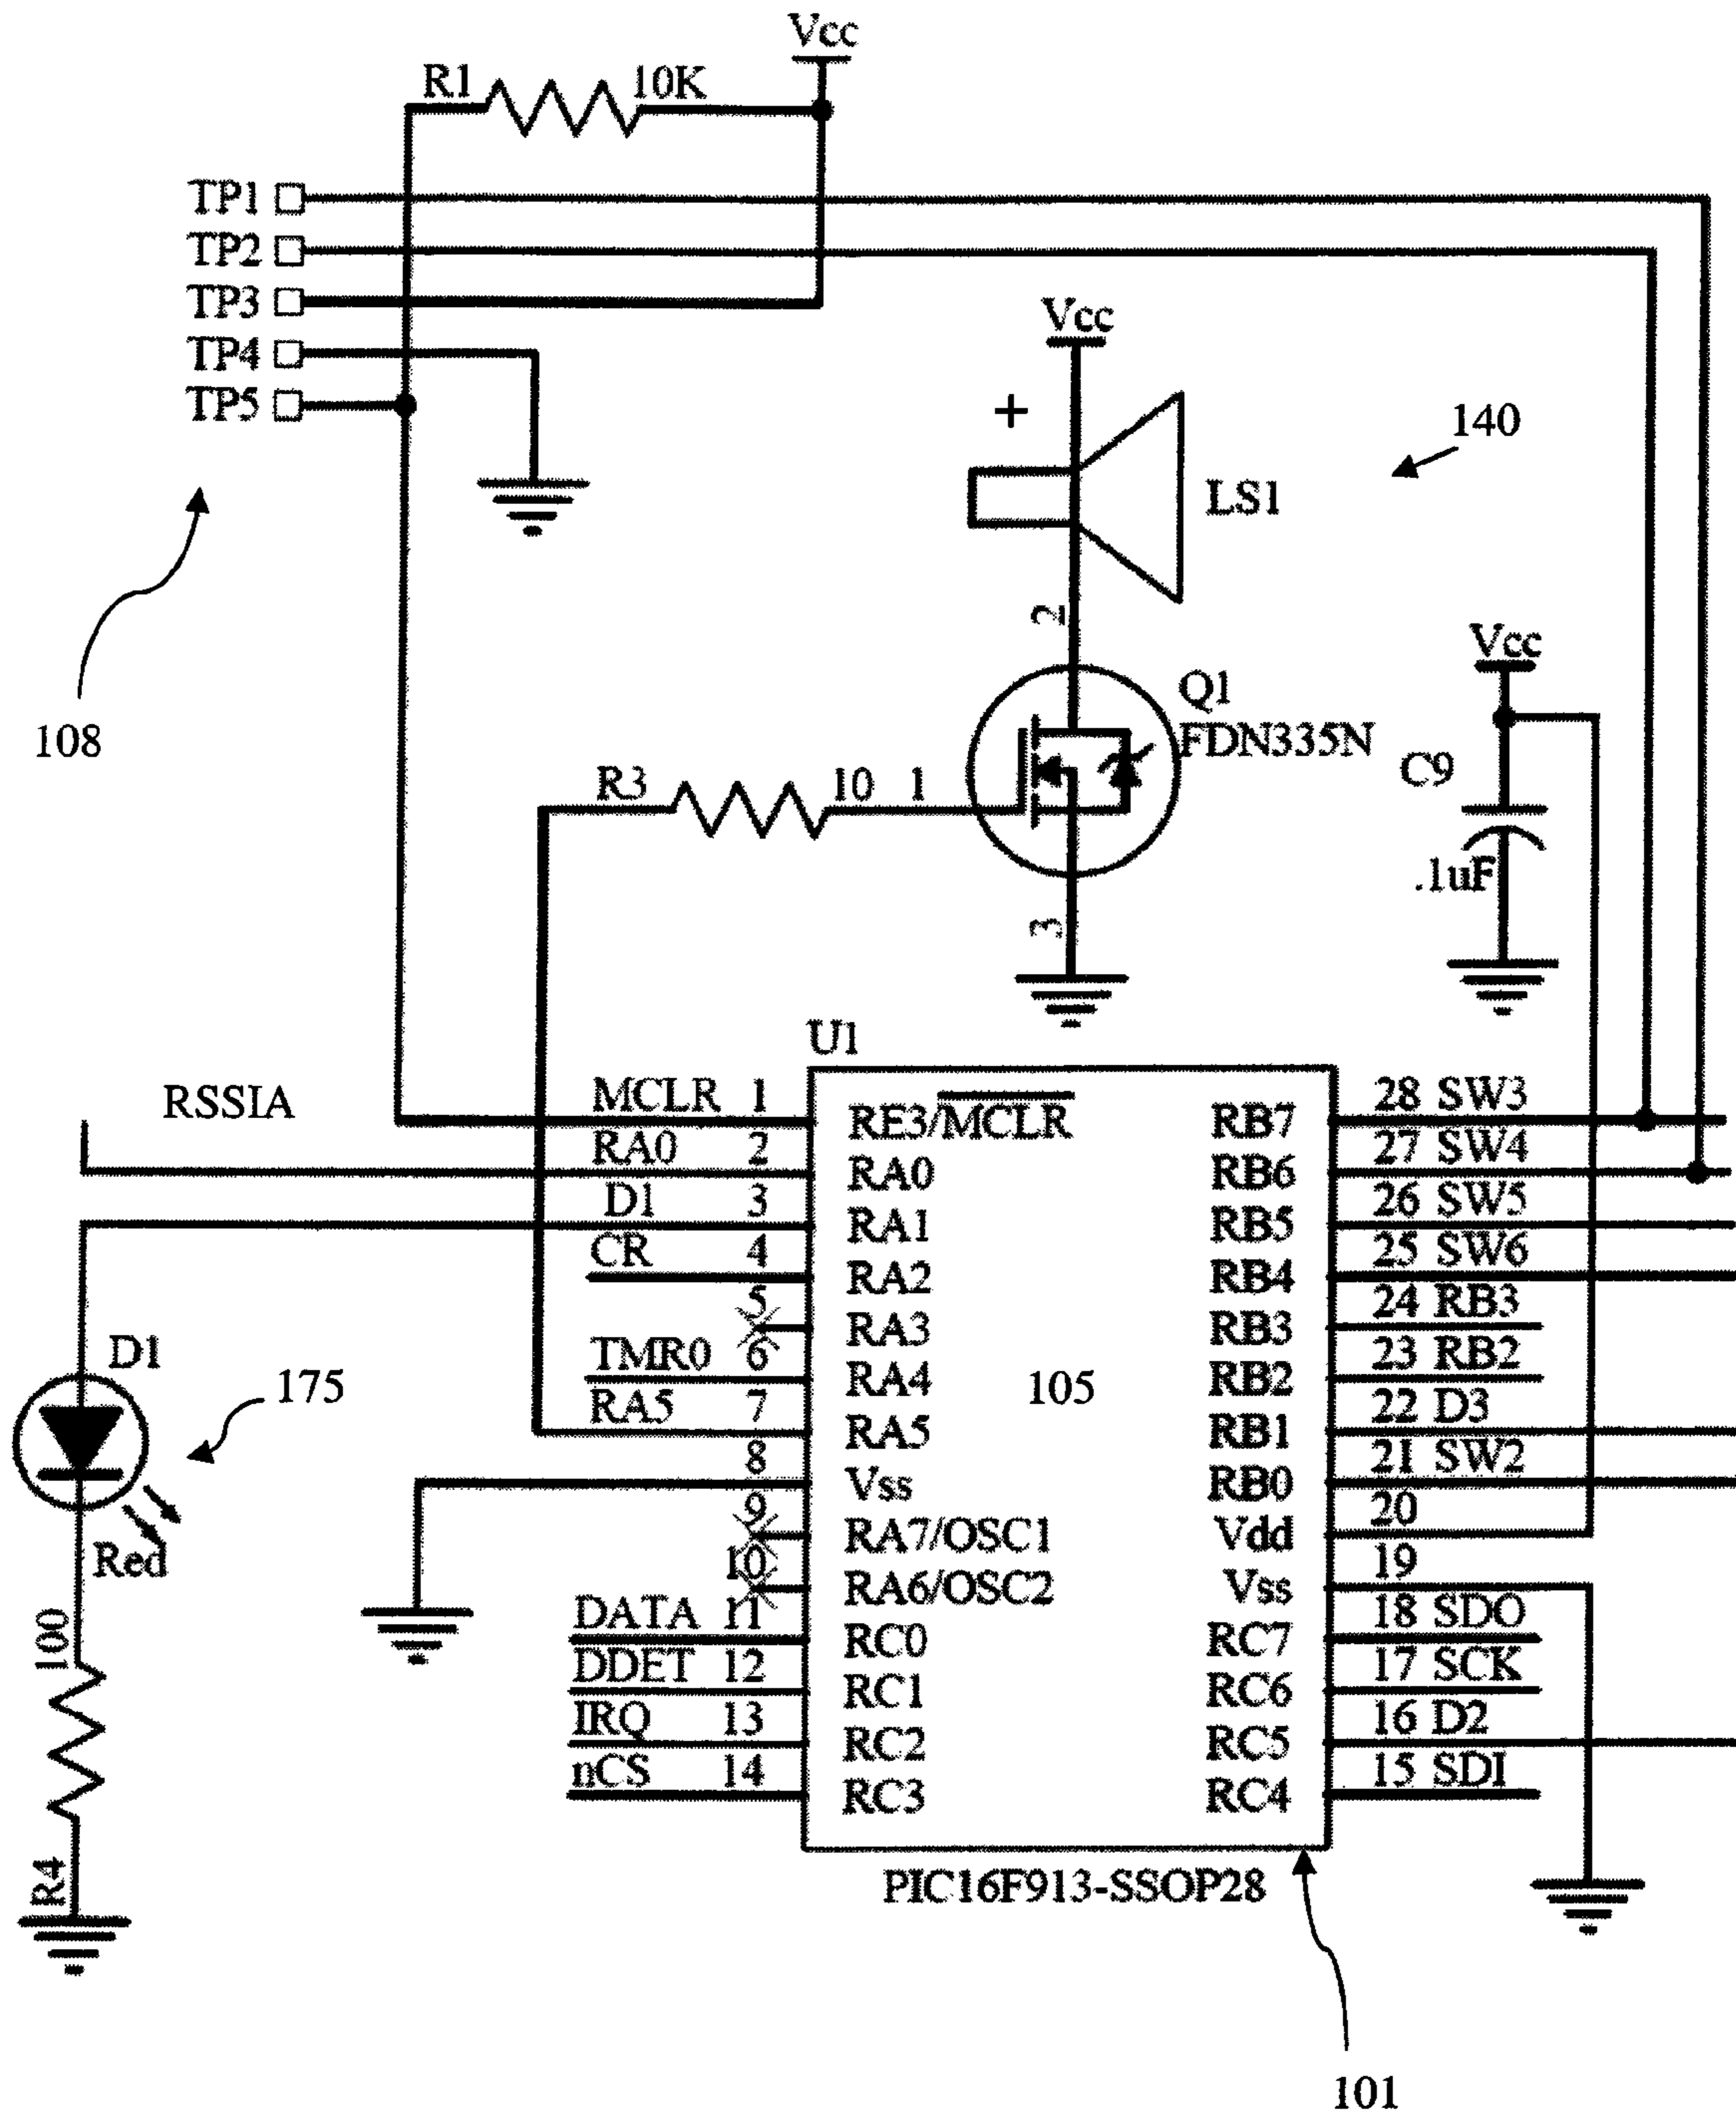 Vcc
R1 10K
TP1
TP2
TP3
TP4
TP5
Vcc
+
140
LS1
2
108
Vcc
Q1
FDN335N
R3 10 1
C9
.1uF
3
U1
RSSIA
MCLR 1 RE3/MCLR RB7 28 SW3
RA0 2 RA0 RB6 27 SW4
D1 3 RA1 RB5 26 SW5
CR 4 RA2 RB4 25 SW6
5 RA3 RB3 24 RB3
TMR0 6 RA4 RB2 23 RB2
RA5 7 RA5 RB1 22 D3
8 Vss RB0 21 SW2
9 RA7/OSC1 Vdd 20
10 RA6/OSC2 Vss 19
DATA 11 RC0 RC7 18 SDO
DDET 12 RC1 RC6 17 SCK
IRQ 13 RC2 RC5 16 D2
nCS 14 RC3 RC4 15 SDI
105
D1
175
Red
100
R4
PIC16F913-SSOP28
101